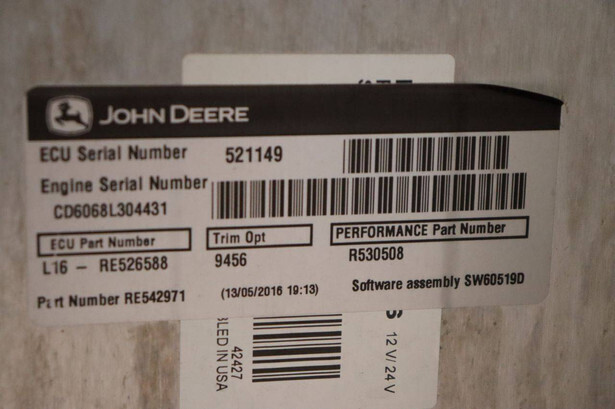 JOHN DEERE
ECU Serial Number 521149
Engine Serial Number
CD6068L304431
ECU Part Number Trim Opt PERFORMANCE Part Number
L16 - RE526588 9456 R530508
Part Number RE542971 (13/05/2016 19:13) Software assembly SW60519D
BLED IN USA
42427
12 V/ 24 V